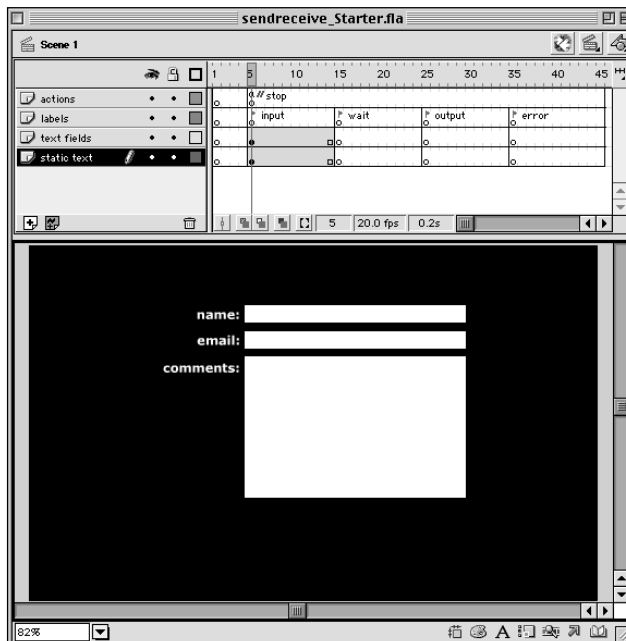 sendreceive_Starter.fla
Scene 1
1 5 10 15 20 25 30 35 40 45
actions
a // stop
labels
input wait output error
text fields
static text
5 20.0 fps 0.2s
name:
email:
comments:
82%